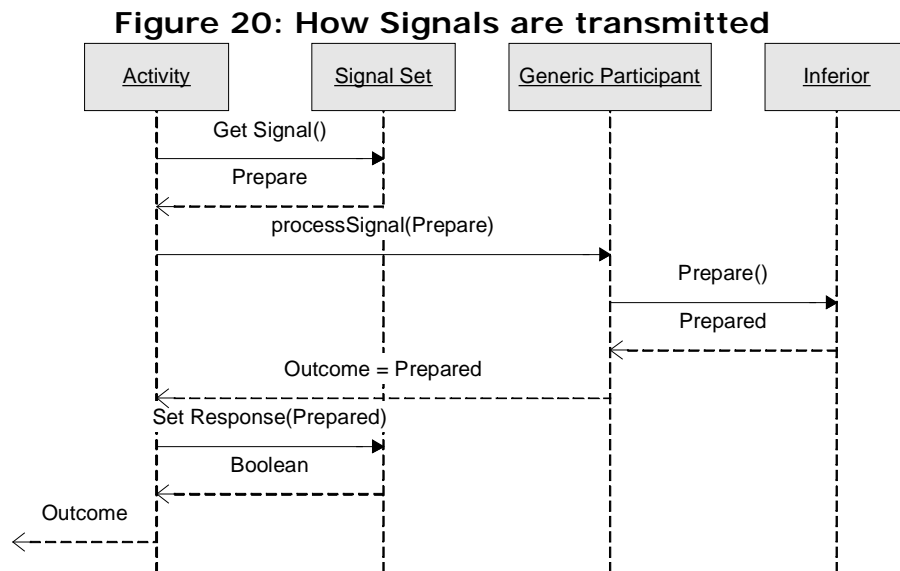 Figure 20: How Signals are transmitted
Activity
Signal Set
Generic Participant
Inferior
Get Signal()
Prepare
processSignal(Prepare)
Prepare()
Prepared
Outcome = Prepared
Set Response(Prepared)
Boolean
Outcome